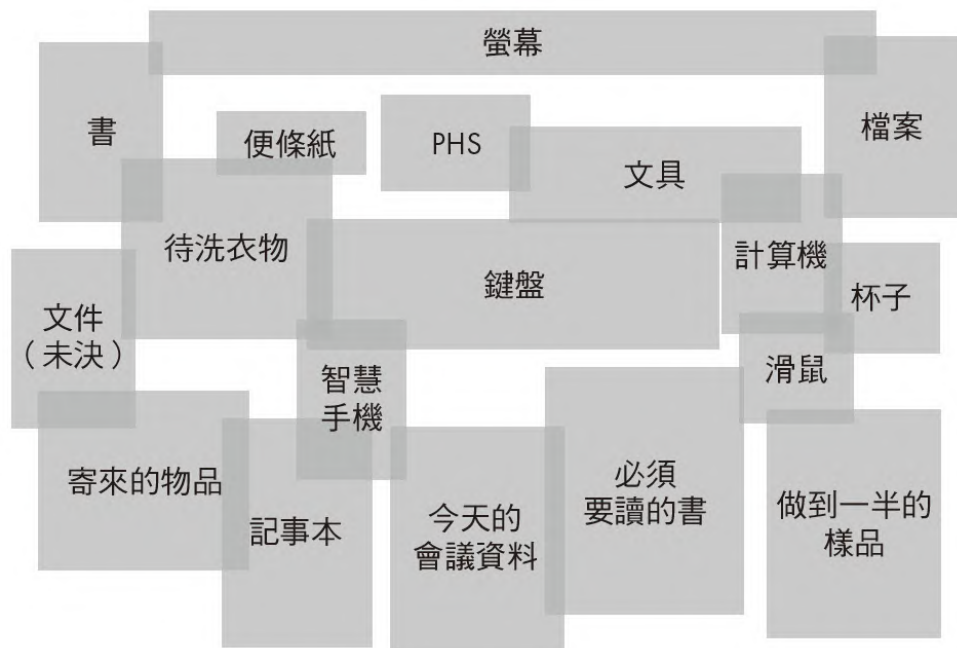 螢幕
書
便條紙
PHS
文具
檔案
待洗衣物
鍵盤
計算機
杯子
文件
（未決）
智慧
手機
滑鼠
寄來的物品
記事本
今天的
會議資料
必須
要讀的書
做到一半的
樣品